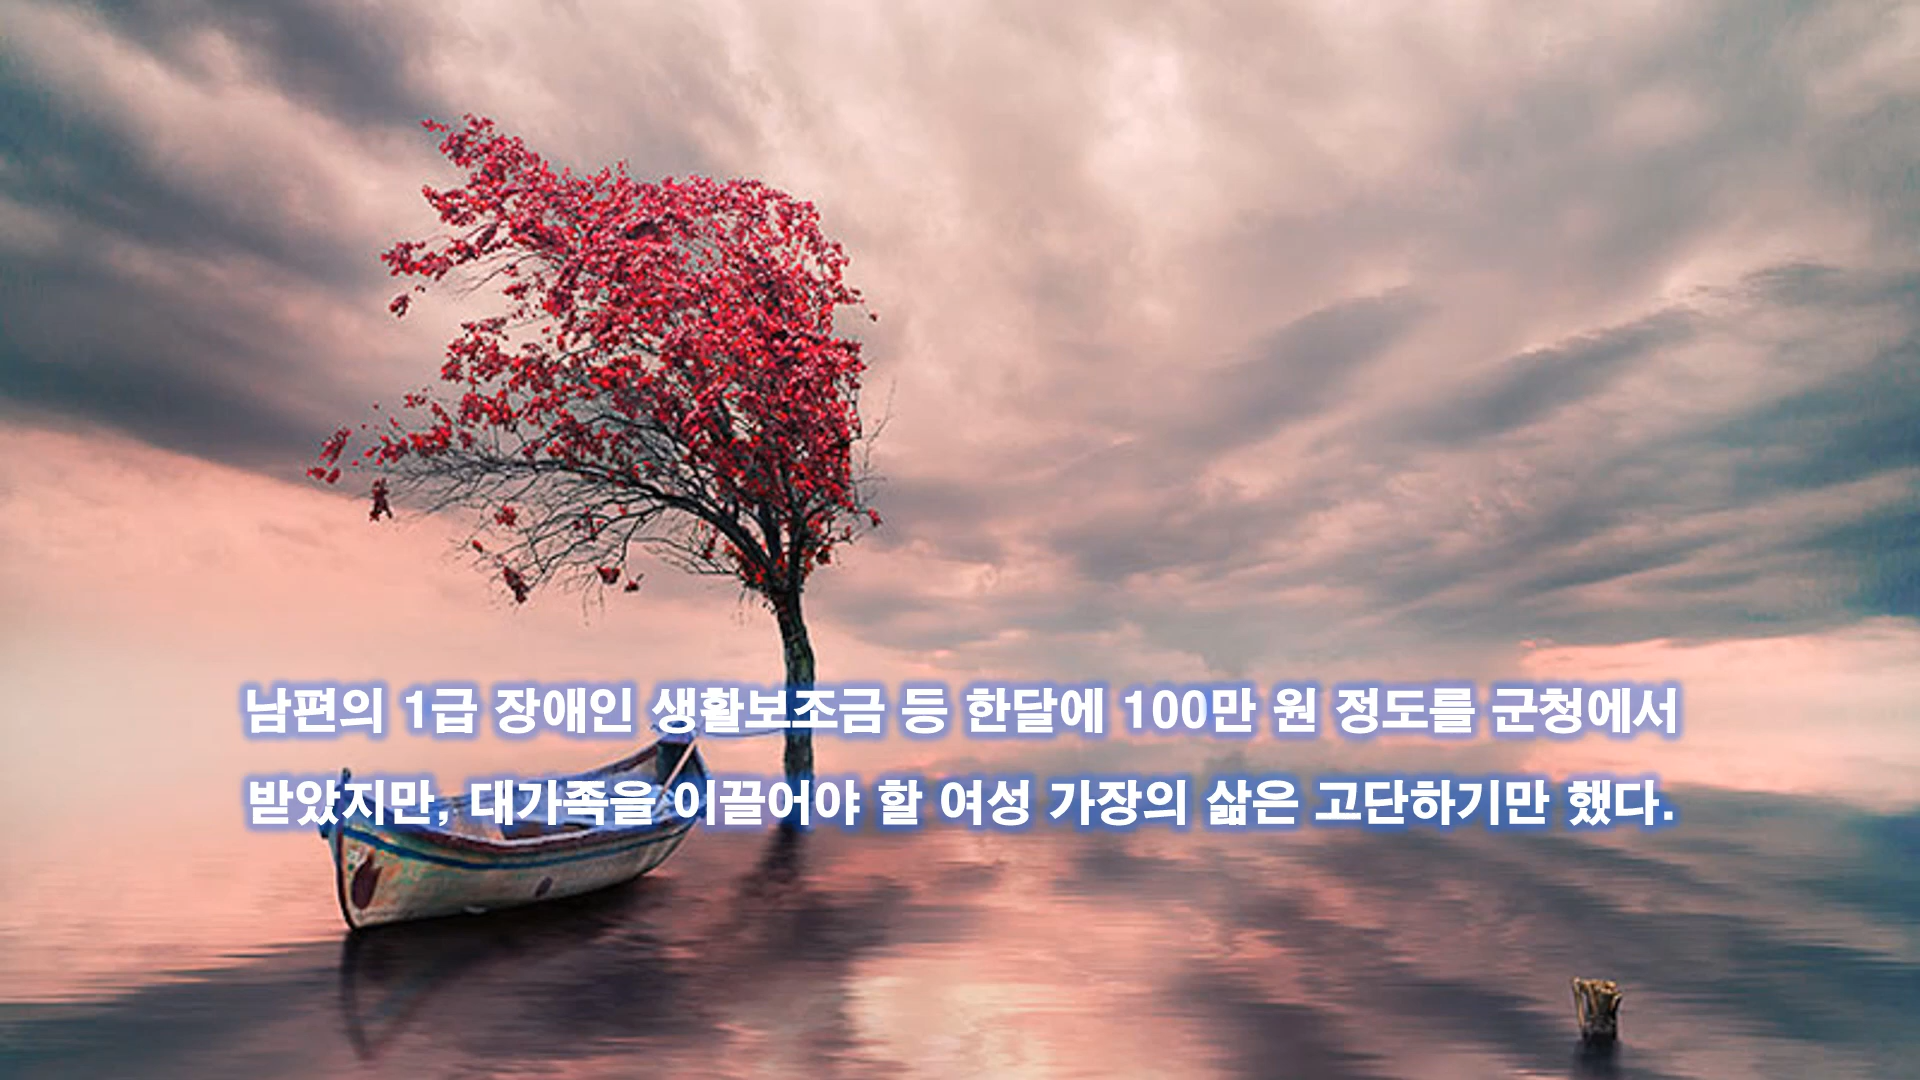 남편의 1급 장애인 생활보조금 등 한달에 100만 원 정도를 군청에서
받았지만, 대가족을 이끌어야 할 여성 가장의 삶은 고단하기만 했다.